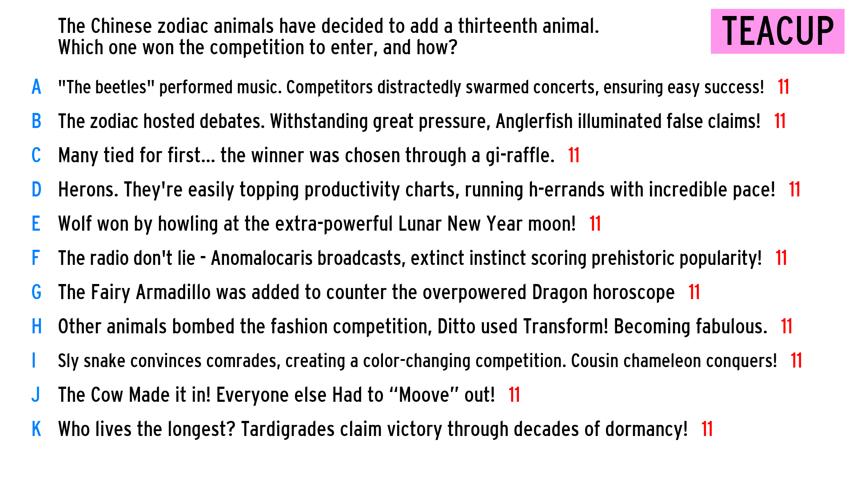 The Chinese zodiac animals have decided to add a thirteenth animal.
Which one won the competition to enter, and how?
TEACUP
A "The beetles" performed music. Competitors distractedly swarmed concerts, ensuring easy success! 11
B The zodiac hosted debates. Withstanding great pressure, Anglerfish illuminated false claims! 11
C Many tied for first... the winner was chosen through a gi-raffle. 11
D Herons. They're easily topping productivity charts, running h-errands with incredible pace! 11
E Wolf won by howling at the extra-powerful Lunar New Year moon! 11
F The radio don't lie - Anomalocaris broadcasts, extinct instinct scoring prehistoric popularity! 11
G The Fairy Armadillo was added to counter the overpowered Dragon horoscope 11
H Other animals bombed the fashion competition, Ditto used Transform! Becoming fabulous. 11
I Sly snake convinces comrades, creating a color-changing competition. Cousin chameleon conquers! 11
J The Cow Made it in! Everyone else Had to “Moove” out! 11
K Who lives the longest? Tardigrades claim victory through decades of dormancy! 11